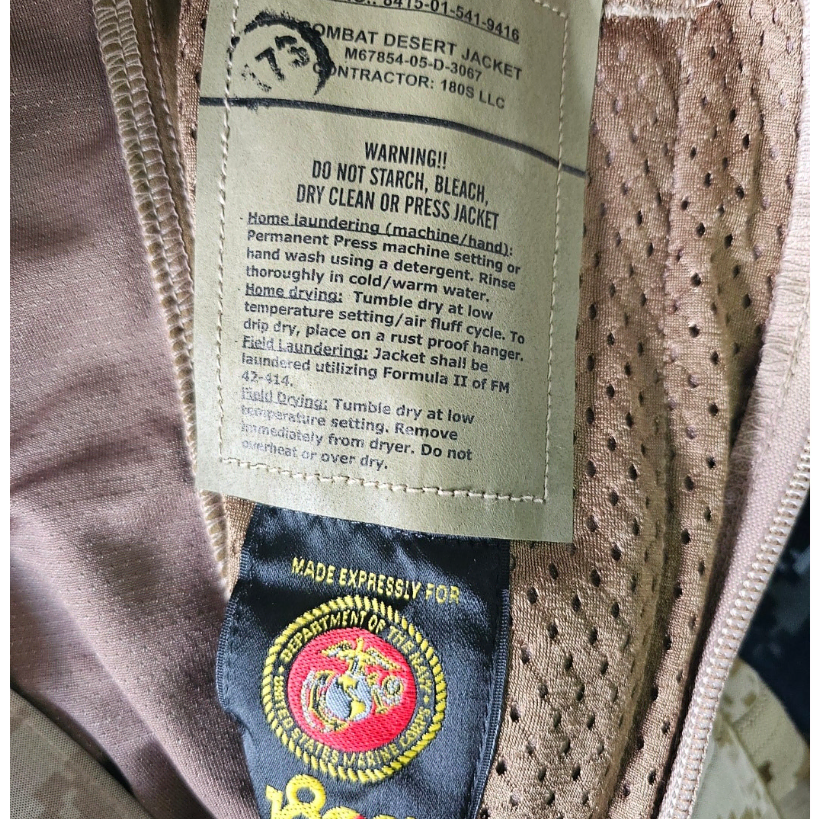 8415-01-541-9416
COMBAT DESERT JACKET
M67854-05-D-3067
CONTRACTOR: 180S LLC
173
WARNING!!
DO NOT STARCH, BLEACH,
DRY CLEAN OR PRESS JACKET
· Home laundering (machine/hand):
Permanent Press machine setting or
hand wash using a detergent. Rinse
thoroughly in cold/warm water.
· Home drying: Tumble dry at low
temperature setting/air fluff cycle. To
drip dry, place on a rust proof hanger.
· Field Laundering: Jacket shall be
laundered utilizing Formula II of FM
42-414.
Field Drying: Tumble dry at low
temperature setting. Remove
immediately from dryer. Do not
overheat or over dry.
MADE EXPRESSLY FOR
DEPARTMENT OF THE NAVY
UNITED STATES MARINE CORPS